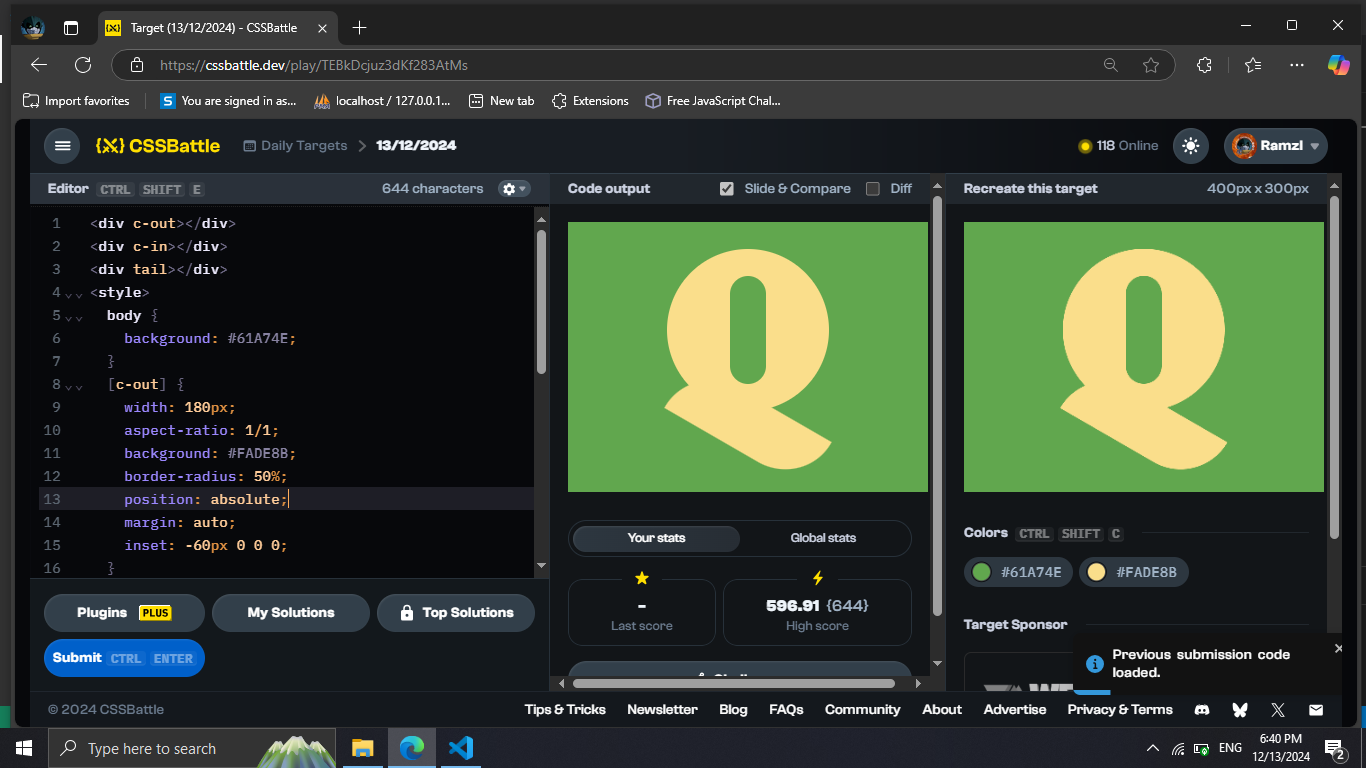 Target (13/12/2024) - CSSBattle
https://cssbattle.dev/play/TEBkDcjuz3dKf283AtMs
Import favorites
S You are signed in as...
localhost / 127.0.0.1...
New tab
Extensions
Free JavaScript Chal...
{X} CSSBattle
Daily Targets > 13/12/2024
118 Online
Ramzl
Editor CTRL SHIFT E
644 characters
1 <div c-out></div>
2 <div c-in></div>
3 <div tail></div>
4 <style>
5 body {
6 background: #61A74E;
7 }
8 [c-out] {
9 width: 180px;
10 aspect-ratio: 1/1;
11 background: #FADE8B;
12 border-radius: 50%;
13 position: absolute;
14 margin: auto;
15 inset: -60px 0 0 0;
16 }
Plugins PLUS
My Solutions
Top Solutions
Submit CTRL ENTER
Code output
Slide & Compare
Diff
Your stats
Global stats
-
Last score
596.91 {644}
High score
Recreate this target
400px x 300px
Colors CTRL SHIFT C
#61A74E
#FADE8B
Target Sponsor
Previous submission code
loaded.
© 2024 CSSBattle
Tips & Tricks
Newsletter
Blog
FAQs
Community
About
Advertise
Privacy & Terms
Type here to search
ENG
6:40 PM
12/13/2024
2